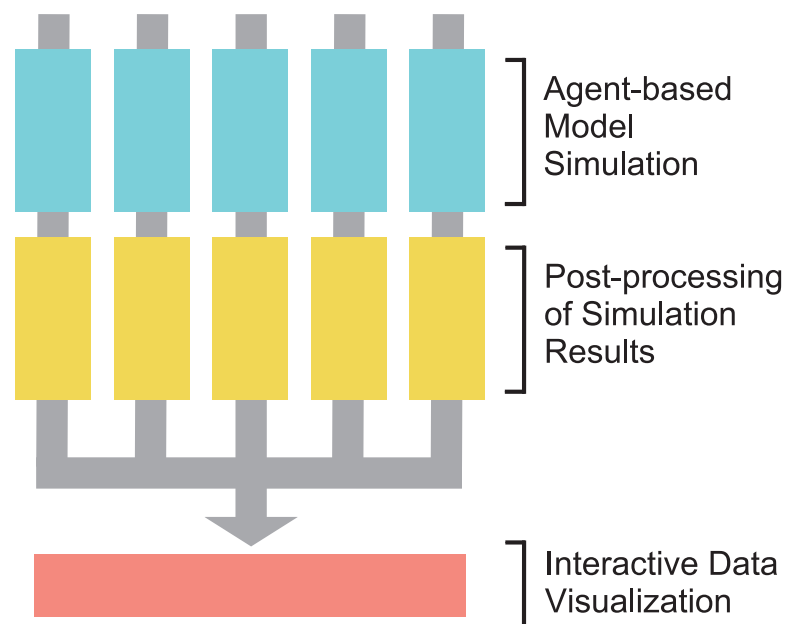 Agent-based
Model
Simulation
Post-processing
of Simulation
Results
Interactive Data
Visualization